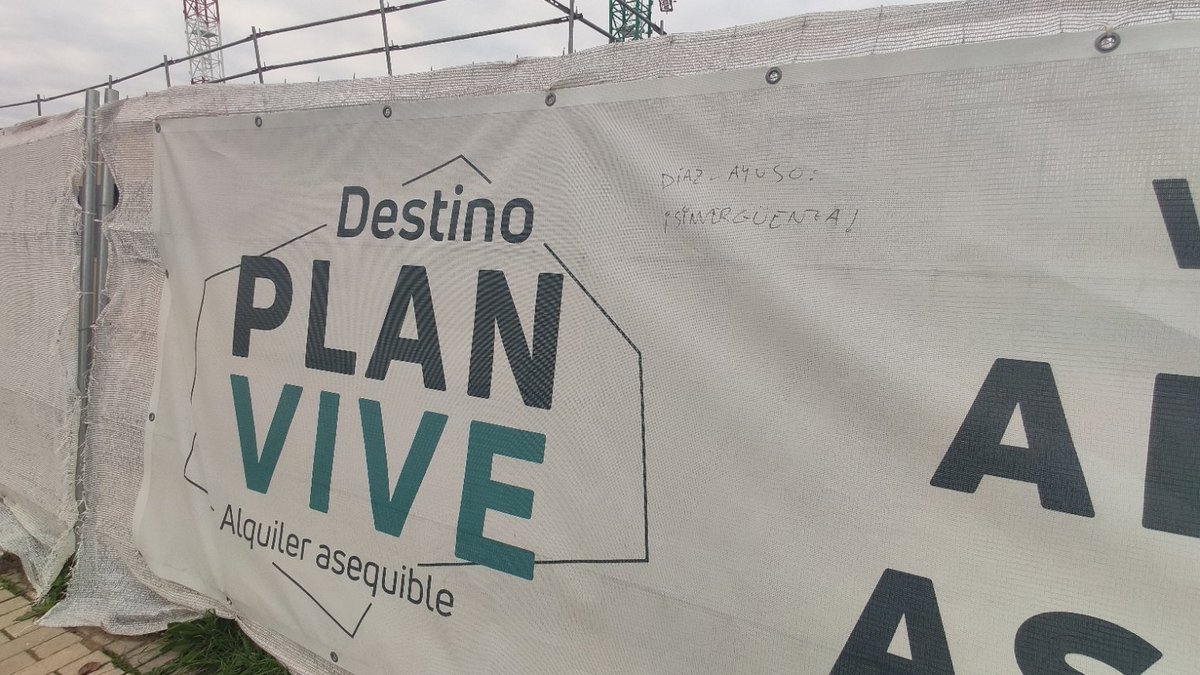 Destino
PLAN
VIVE
Alquiler asequible
DÍAZ-AYUSO:
¡SINVERGÜENZA!